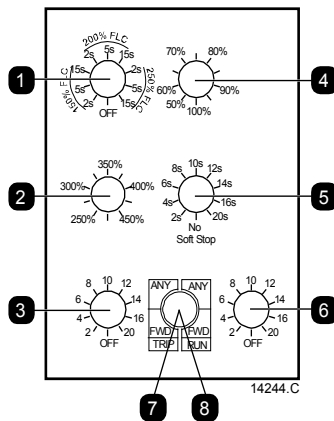 200% FLC
5s
2s 2s
15s 15s
2s
5s 5s
2s 15s
150% FLC
250% FLC
OFF
1
70% 80%
60% 90%
50%
100%
4
350%
300% 400%
250% 450%
2
10s
8s 12s
6s 14s
4s 16s
2s 20s
No
Soft Stop
5
10
8 12
6 14
4 16
2 20
OFF
3
ANY ANY
FWD FWD
TRIP RUN
10
8 12
6 14
4 16
2 20
OFF
6
14244.C
7 8